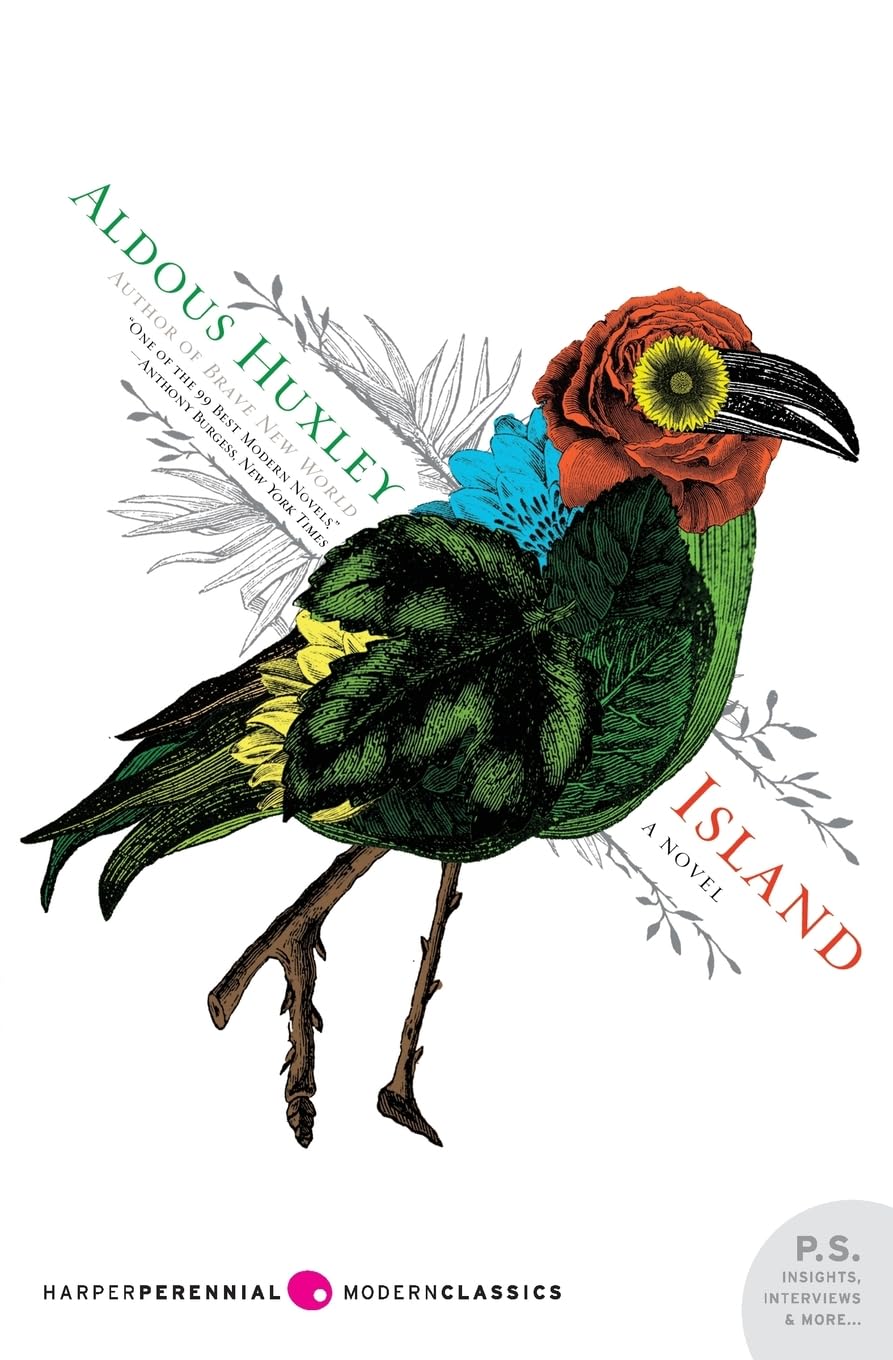 ALDOUS HUXLEY
AUTHOR OF BRAVE NEW WORLD
"ONE OF THE 99 BEST MODERN NOVELS,"
—ANTHONY BURGESS, NEW YORK TIMES
ISLAND
A NOVEL
P.S.
INSIGHTS,
INTERVIEWS
& MORE...
HARPERPERENNIAL MODERNCLASSICS